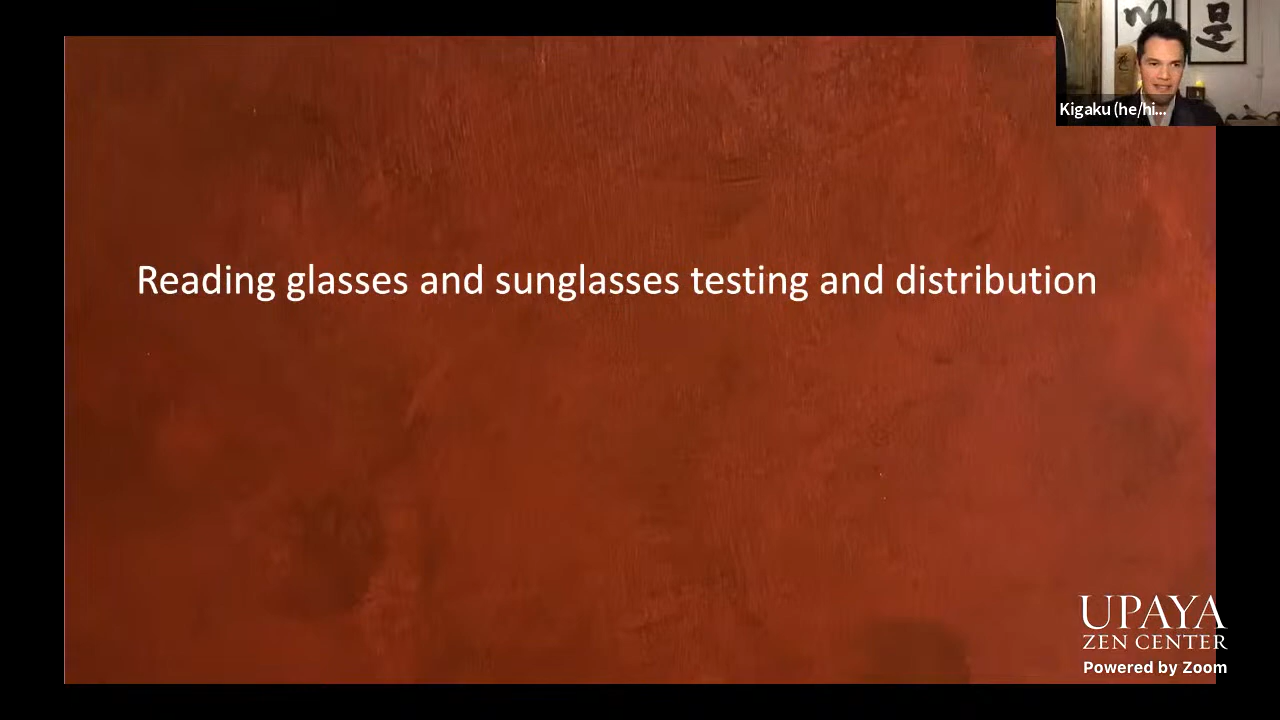 Kigaku (he/hi...
Reading glasses and sunglasses testing and distribution
UPAYA
ZEN CENTER
Powered by Zoom